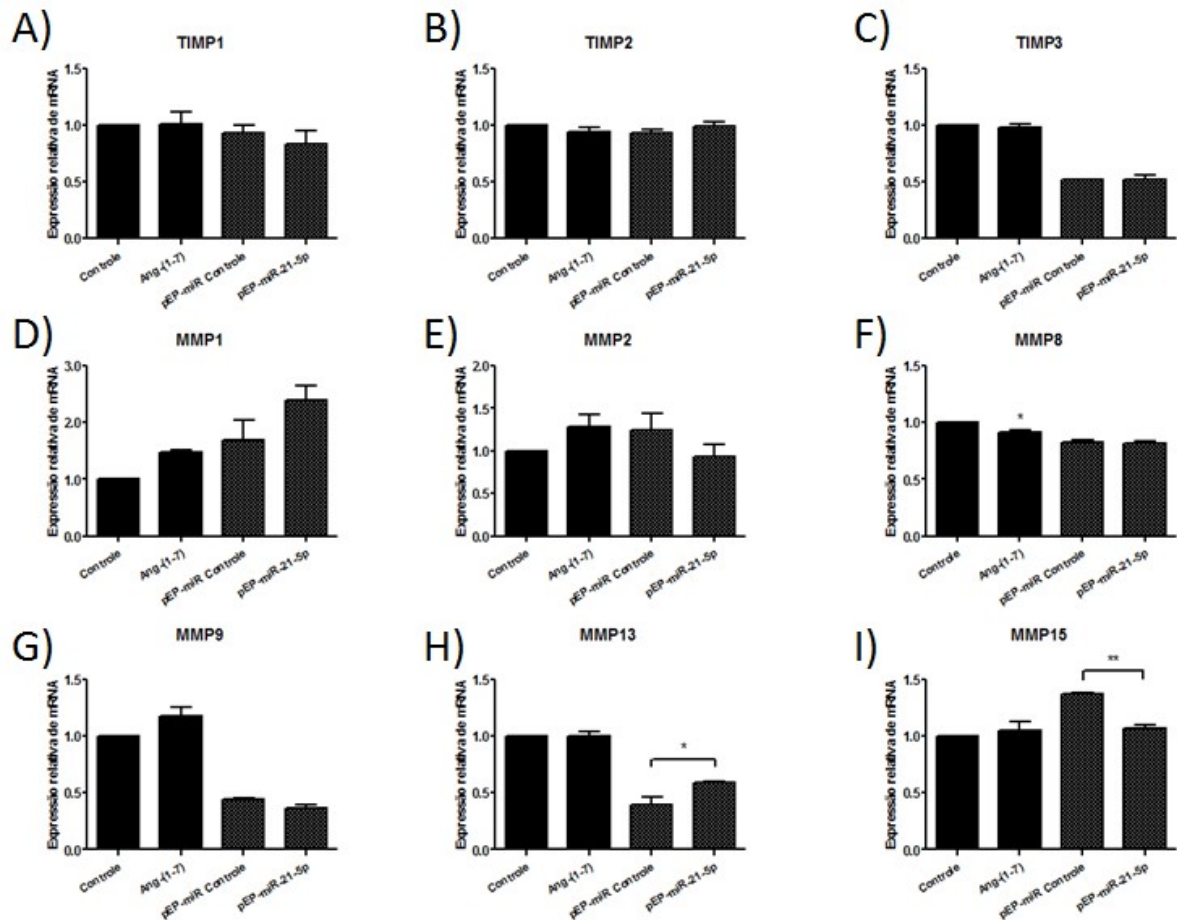 A)
TIMP1
Expressão relativa de mRNA
1.5
1.0
0.5
0.0
Controle
Ang-(1-7)
pEP-miR Controle
pEP-miR-21-5p
B)
TIMP2
Expressão relativa de mRNA
1.5
1.0
0.5
0.0
Controle
Ang-(1-7)
pEP-miR Controle
pEP-miR-21-5p
C)
TIMP3
Expressão relativa de mRNA
1.5
1.0
0.5
0.0
Controle
Ang-(1-7)
pEP-miR Controle
pEP-miR-21-5p
D)
MMP1
Expressão relativa de mRNA
3.0
2.0
1.0
0.0
Controle
Ang-(1-7)
pEP-miR Controle
pEP-miR-21-5p
E)
MMP2
Expressão relativa de mRNA
2.0
1.5
1.0
0.5
0.0
Controle
Ang-(1-7)
pEP-miR Controle
pEP-miR-21-5p
F)
MMP8
Expressão relativa de mRNA
1.5
1.0
0.5
0.0
*
Controle
Ang-(1-7)
pEP-miR Controle
pEP-miR-21-5p
G)
MMP9
Expressão relativa de mRNA
1.5
1.0
0.5
0.0
Controle
Ang-(1-7)
pEP-miR Controle
pEP-miR-21-5p
H)
MMP13
Expressão relativa de mRNA
1.5
1.0
0.5
0.0
*
Controle
Ang-(1-7)
pEP-miR Controle
pEP-miR-21-5p
I)
MMP15
Expressão relativa de mRNA
1.5
1.0
0.5
0.0
**
Controle
Ang-(1-7)
pEP-miR Controle
pEP-miR-21-5p